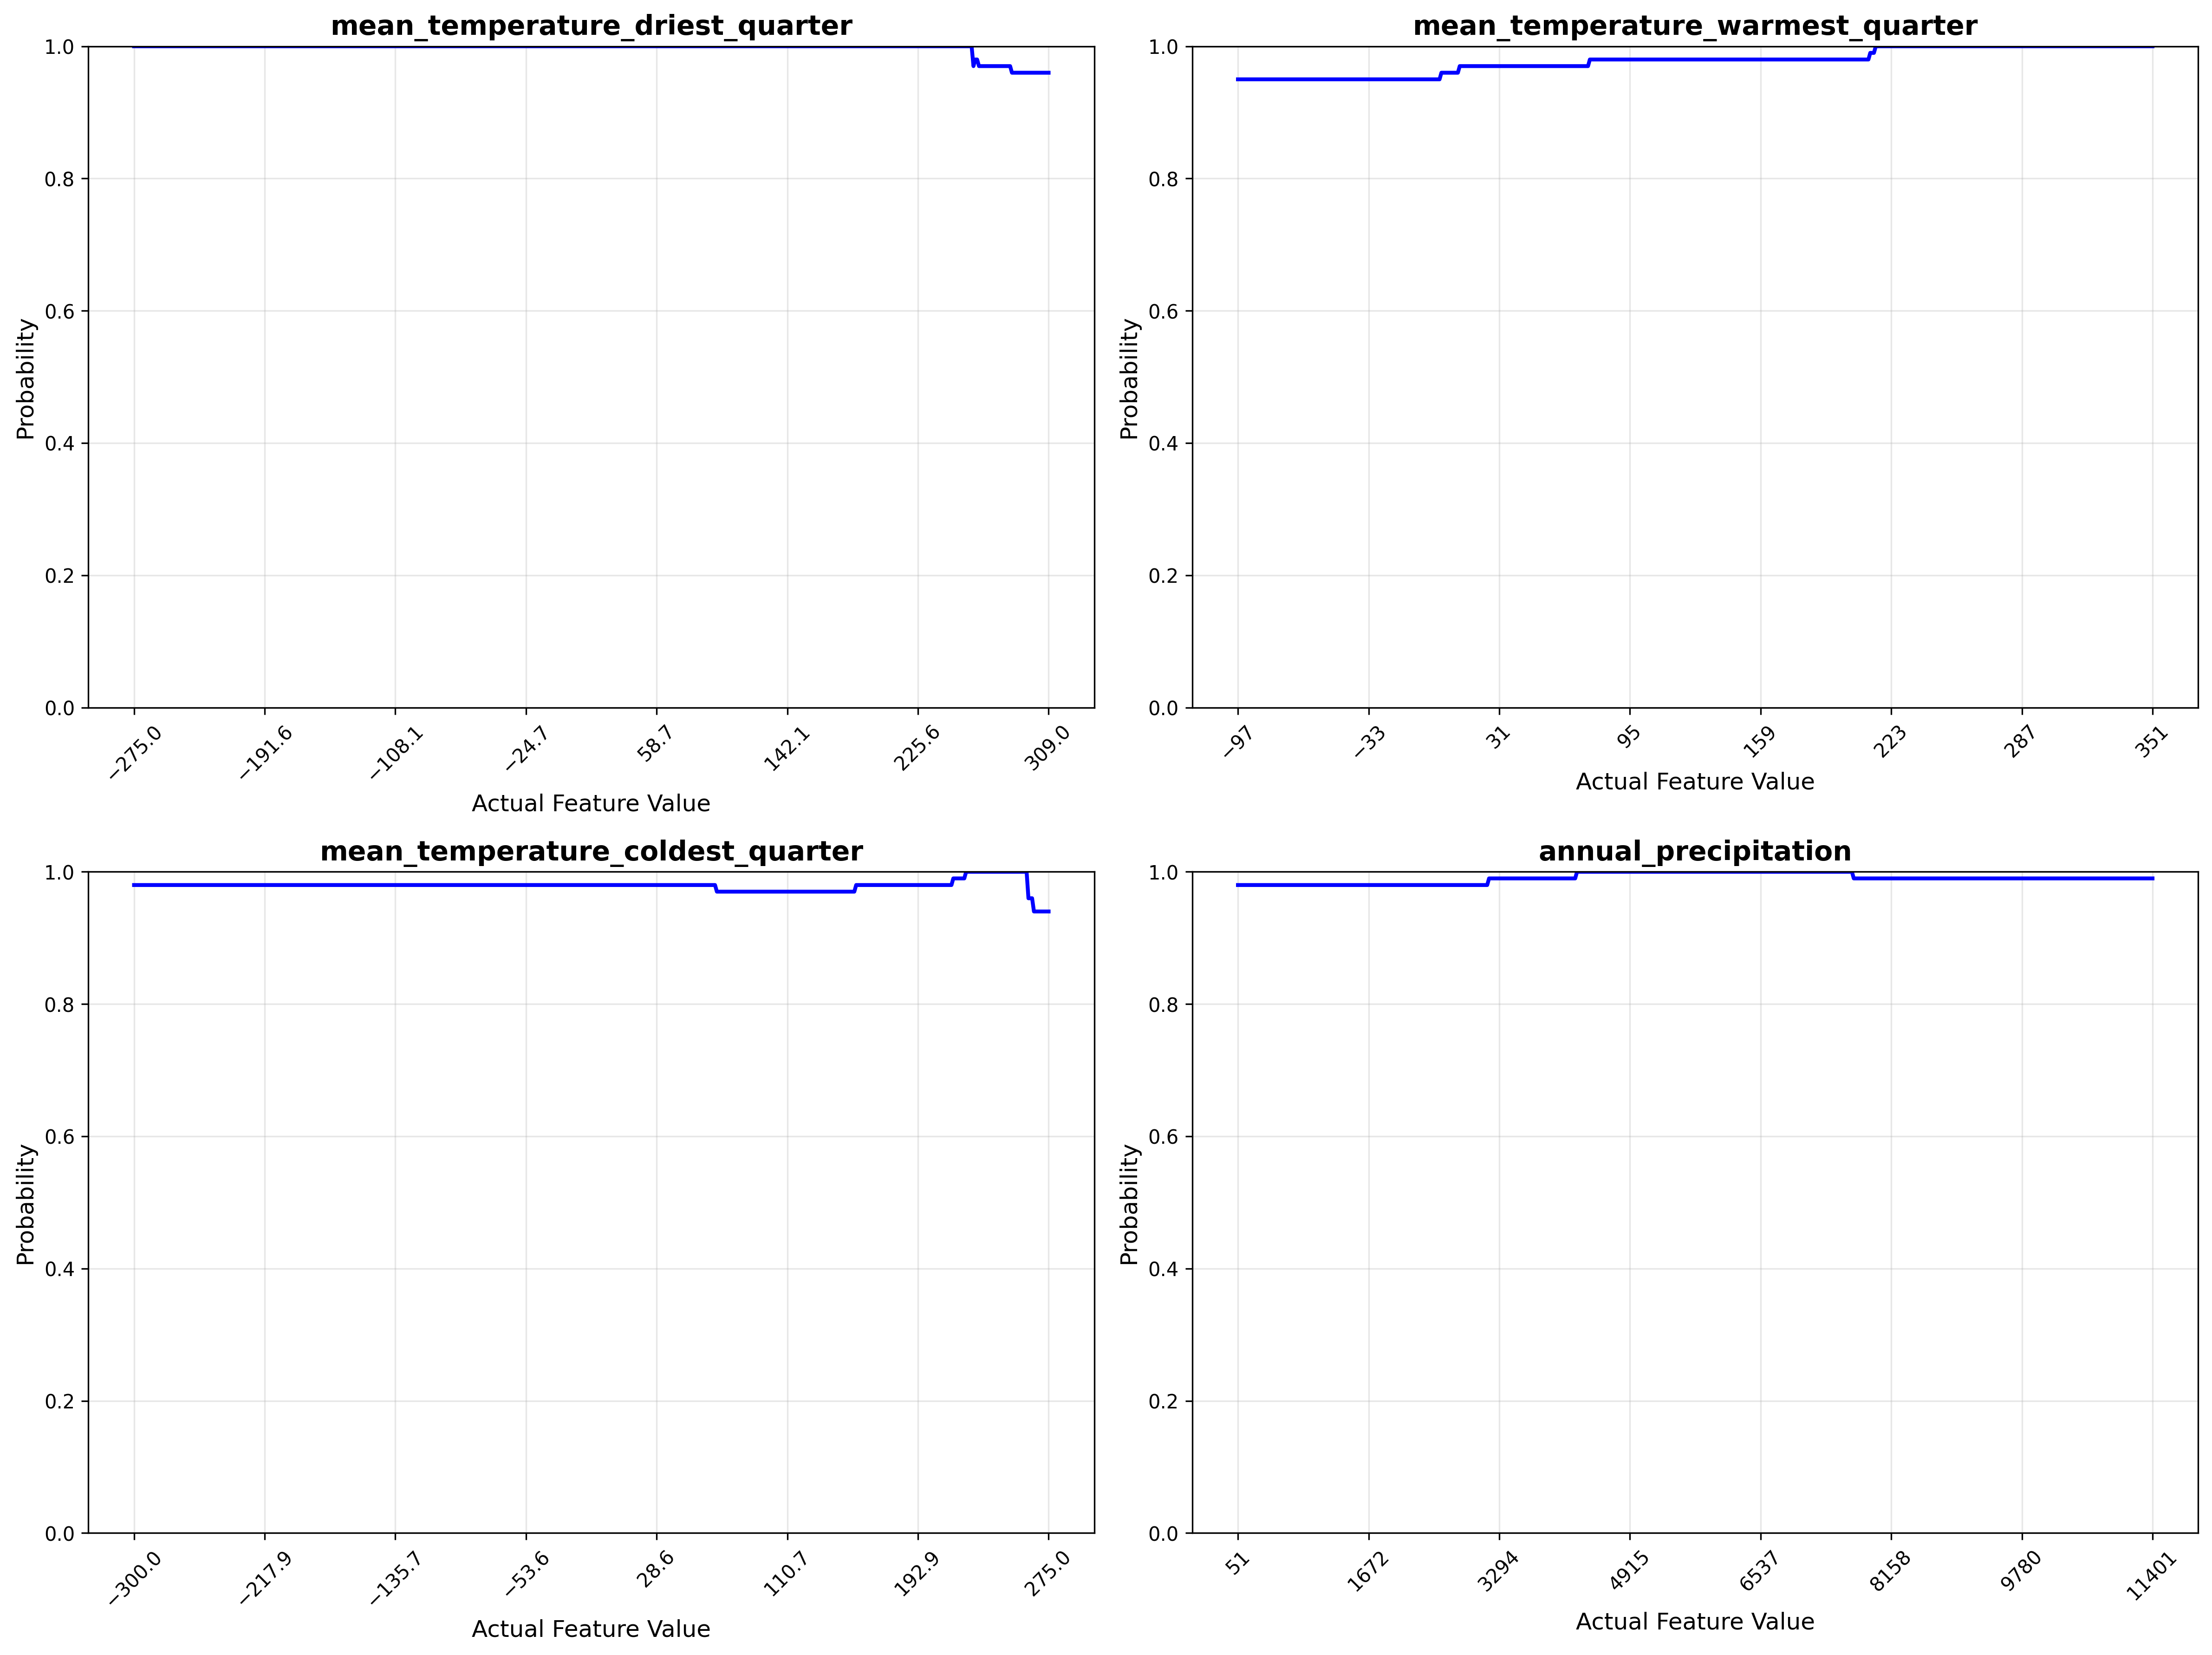 mean_temperature_driest_quarter
1.0
0.8
0.6
0.4
0.2
0.0
Probability
−275.0 −191.6 −108.1 −24.7 58.7 142.1 225.6 309.0
Actual Feature Value
mean_temperature_warmest_quarter
1.0
0.8
0.6
0.4
0.2
0.0
Probability
−97 −33 31 95 159 223 287 351
Actual Feature Value
mean_temperature_coldest_quarter
1.0
0.8
0.6
0.4
0.2
0.0
Probability
−300.0 −217.9 −135.7 −53.6 28.6 110.7 192.9 275.0
Actual Feature Value
annual_precipitation
1.0
0.8
0.6
0.4
0.2
0.0
Probability
51 1672 3294 4915 6537 8158 9780 11401
Actual Feature Value